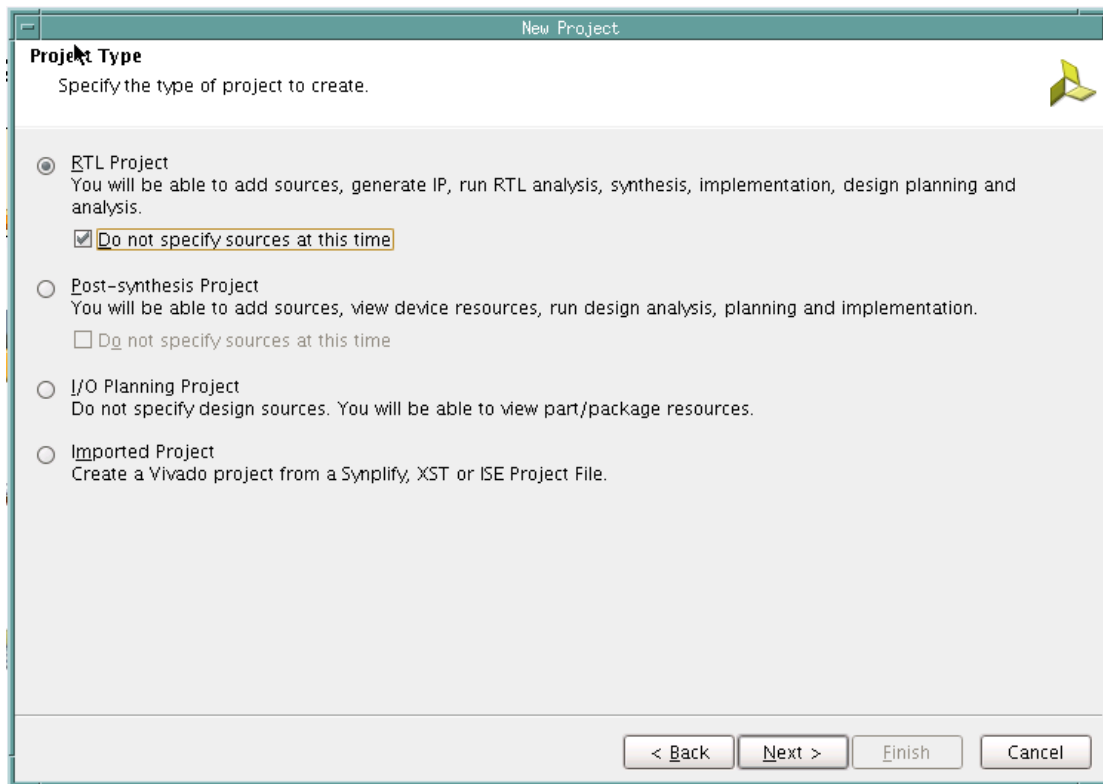 New Project
Project Type
Specify the type of project to create.
RTL Project
You will be able to add sources, generate IP, run RTL analysis, synthesis, implementation, design planning and
analysis.
Do not specify sources at this time
Post-synthesis Project
You will be able to add sources, view device resources, run design analysis, planning and implementation.
Do not specify sources at this time
I/O Planning Project
Do not specify design sources. You will be able to view part/package resources.
Imported Project
Create a Vivado project from a Synplify, XST or ISE Project File.
< Back
Next >
Finish
Cancel